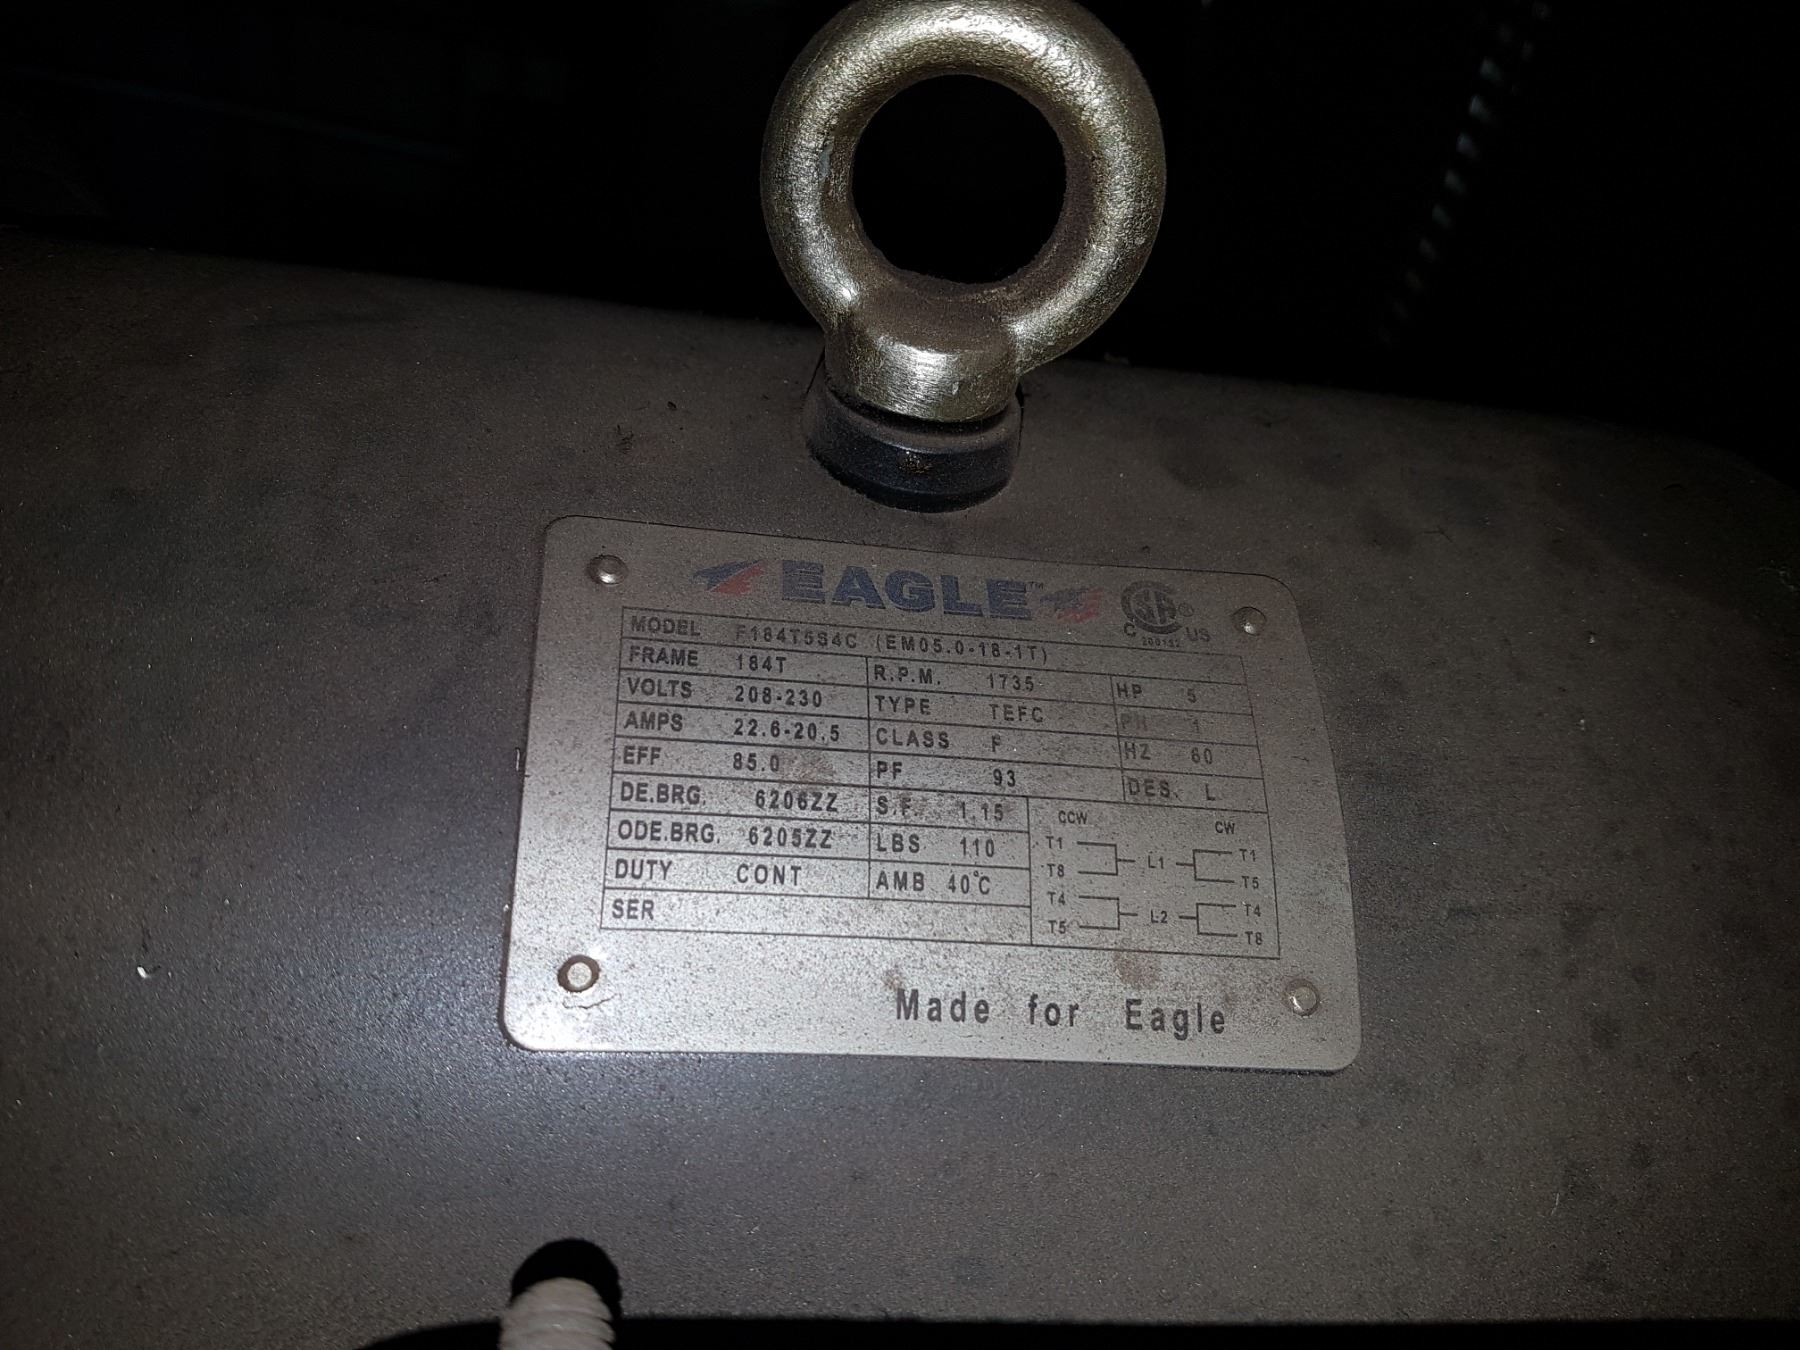 EAGLE™
C US
MODEL F184T5S4C (EM05.0-18-1T)
FRAME 184T R.P.M. 1735 HP 5
VOLTS 208-230 TYPE TEFC PH 1
AMPS 22.6-20.5 CLASS F HZ 60
EFF 85.0 PF 93 DES. L
DE.BRG. 6206ZZ S.F. 1.15
ODE.BRG. 6205ZZ LBS 110
DUTY CONT AMB 40°C
SER
CCW CW
T1 L1 T1
T8 T5
T4 L2 T4
T5 T8
Made for Eagle